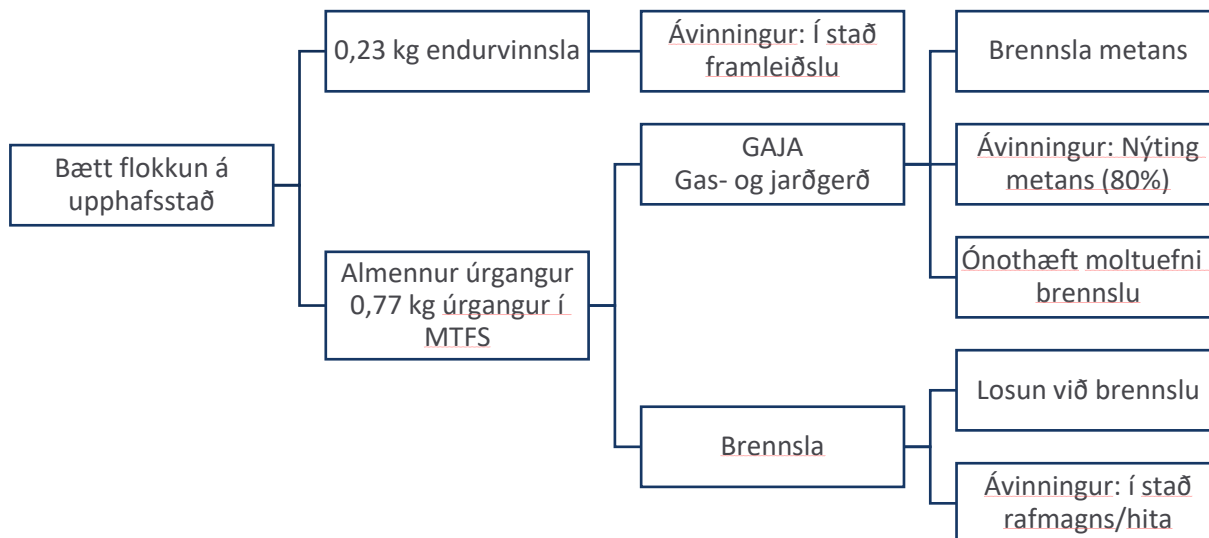 Bætt flokkun á
upphafsstað
0,23 kg endurvinnsla
Ávinningur: Í stað
framleiðslu
Almennur úrgangur
0,77 kg úrgangur í
MTFS
GAJA
Gas- og jarðgerð
Brennsla metans
Ávinningur: Nýting
metans (80%)
Ónothæft moltuefni
brennslu
Brennsla
Losun við brennslu
Ávinningur: í stað
rafmagns/hita